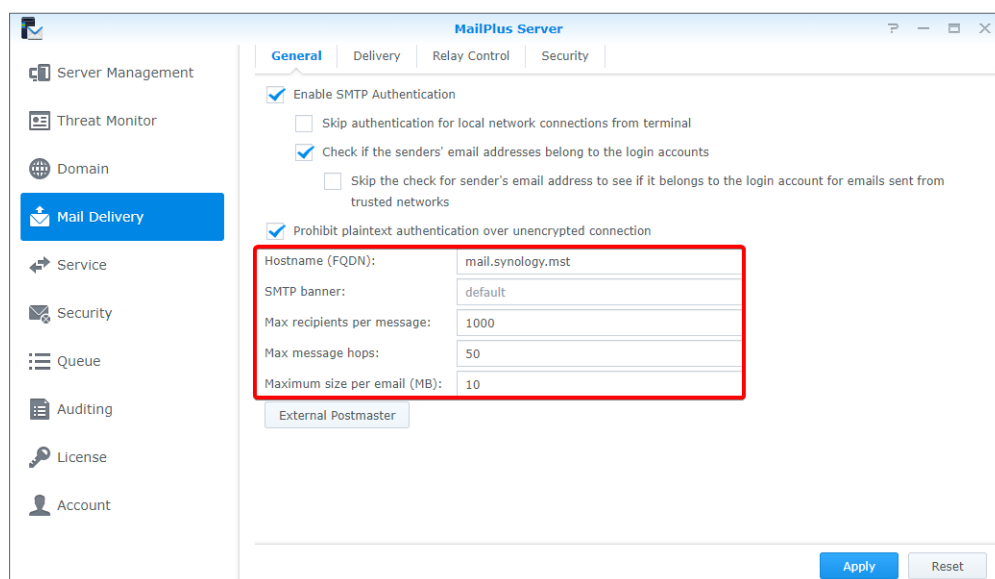 MailPlus Server
Server Management
Threat Monitor
Domain
Mail Delivery
Service
Security
Queue
Auditing
License
Account
General Delivery Relay Control Security
Enable SMTP Authentication
Skip authentication for local network connections from terminal
Check if the senders' email addresses belong to the login accounts
Skip the check for sender's email address to see if it belongs to the login account for emails sent from
trusted networks
Prohibit plaintext authentication over unencrypted connection
Hostname (FQDN): mail.synology.mst
SMTP banner: default
Max recipients per message: 1000
Max message hops: 50
Maximum size per email (MB): 10
External Postmaster
Apply Reset